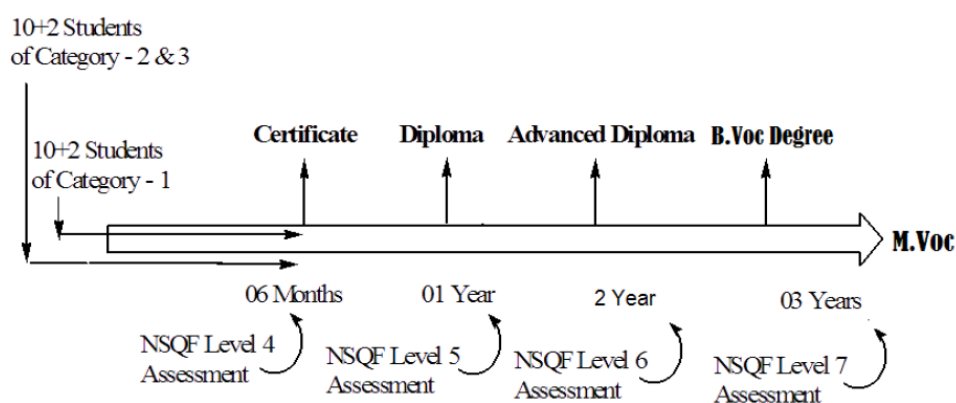 10+2 Students
of Category - 2 & 3
10+2 Students
of Category - 1
Certificate
Diploma
Advanced Diploma
B.Voc Degree
M.Voc
06 Months
01 Year
2 Year
03 Years
NSQF Level 4
Assessment
NSQF Level 5
Assessment
NSQF Level 6
Assessment
NSQF Level 7
Assessment